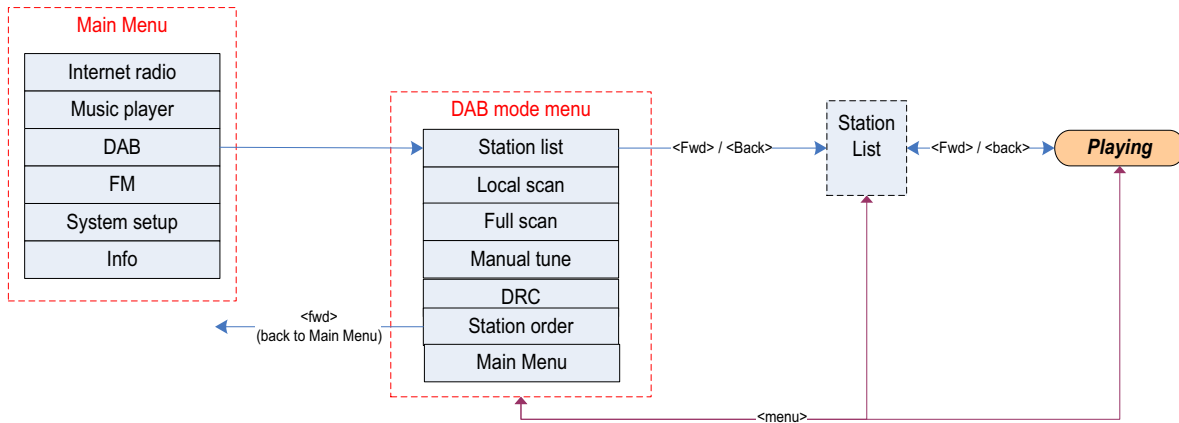 Main Menu
Internet radio
Music player
DAB
FM
System setup
Info
DAB mode menu
Station list
Local scan
Full scan
Manual tune
DRC
Station order
Main Menu
<fwd>
(back to Main Menu)
<Fwd> / <Back>
Station
List
<Fwd> / <back>
Playing
<menu>